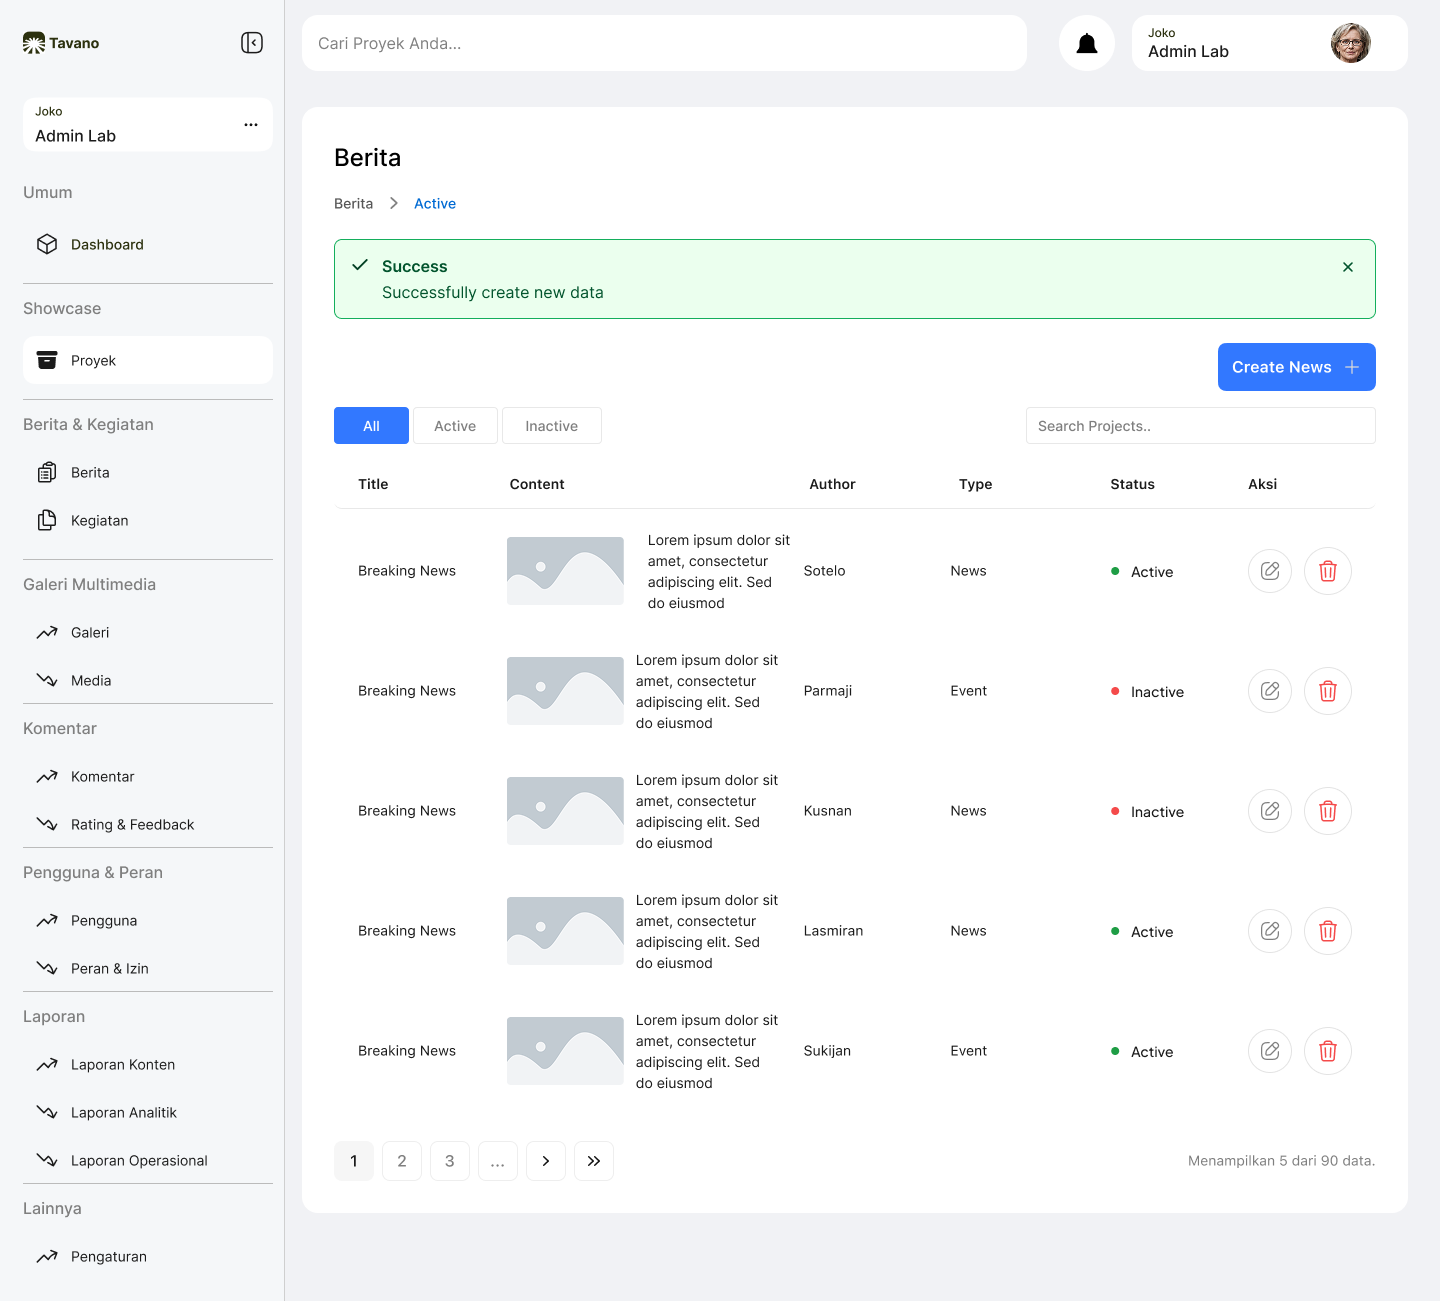 Tavano
Joko
Admin Lab
Umum
Dashboard
Showcase
Proyek
Berita & Kegiatan
Berita
Kegiatan
Galeri Multimedia
Galeri
Media
Komentar
Komentar
Rating & Feedback
Pengguna & Peran
Pengguna
Peran & Izin
Laporan
Laporan Konten
Laporan Analitik
Laporan Operasional
Lainnya
Pengaturan
Cari Proyek Anda...
Joko
Admin Lab
Berita
Berita Active
Success
Successfully create new data
Create News
All Active Inactive Search Projects..
Title Content Author Type Status Aksi
Breaking News
Lorem ipsum dolor sit
amet, consectetur
adipiscing elit. Sed
do eiusmod
Sotelo News Active
Breaking News
Lorem ipsum dolor sit
amet, consectetur
adipiscing elit. Sed
do eiusmod
Parmaji Event Inactive
Breaking News
Lorem ipsum dolor sit
amet, consectetur
adipiscing elit. Sed
do eiusmod
Kusnan News Inactive
Breaking News
Lorem ipsum dolor sit
amet, consectetur
adipiscing elit. Sed
do eiusmod
Lasmiran News Active
Breaking News
Lorem ipsum dolor sit
amet, consectetur
adipiscing elit. Sed
do eiusmod
Sukijan Event Active
1 2 3 ... Menampilkan 5 dari 90 data.